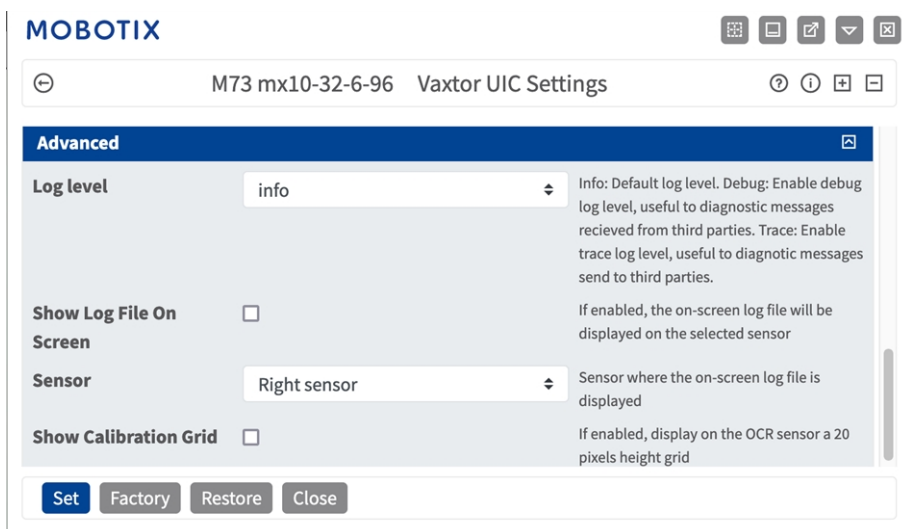 MOBOTIX
M73 mx10-32-6-96 Vaxtor UIC Settings
Advanced
Log level
info
Info: Default log level. Debug: Enable debug
log level, useful to diagnostic messages
recieved from third parties. Trace: Enable
trace log level, useful to diagnotic messages
send to third parties.
Show Log File On
Screen
If enabled, the on-screen log file will be
displayed on the selected sensor
Sensor
Right sensor
Sensor where the on-screen log file is
displayed
Show Calibration Grid
If enabled, display on the OCR sensor a 20
pixels height grid
Set Factory Restore Close